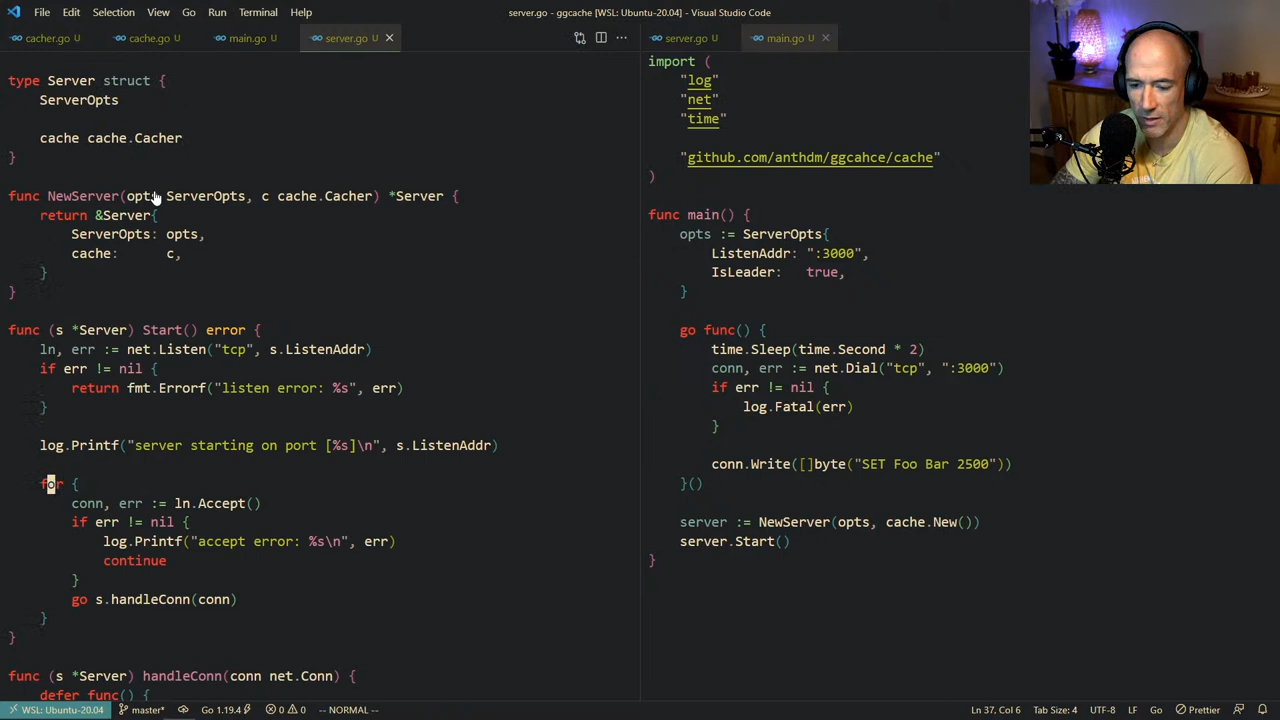 File Edit Selection View Go Run Terminal Help
server.go - ggcache [WSL: Ubuntu-20.04] - Visual Studio Code
cacher.go U cache.go U main.go U server.go U
type Server struct {
ServerOpts
cache cache.Cacher
}
func NewServer(opts ServerOpts, c cache.Cacher) *Server {
return &Server{
ServerOpts: opts,
cache: c,
}
}
func (s *Server) Start() error {
ln, err := net.Listen("tcp", s.ListenAddr)
if err != nil {
return fmt.Errorf("listen error: %s", err)
}
log.Printf("server starting on port [%s]\n", s.ListenAddr)
for {
conn, err := ln.Accept()
if err != nil {
log.Printf("accept error: %s\n", err)
continue
}
go s.handleConn(conn)
}
}
func (s *Server) handleConn(conn net.Conn) {
defer func() {
server.go U main.go U
import (
"log"
"net"
"time"
"github.com/anthdm/ggcahce/cache"
)
func main() {
opts := ServerOpts{
ListenAddr: ":3000",
IsLeader: true,
}
go func() {
time.Sleep(time.Second * 2)
conn, err := net.Dial("tcp", ":3000")
if err != nil {
log.Fatal(err)
}
conn.Write([]byte("SET Foo Bar 2500"))
}()
server := NewServer(opts, cache.New())
server.Start()
}
WSL: Ubuntu-20.04 master* Go 1.19.4 0 0 -- NORMAL -- Ln 37, Col 6 Tab Size: 4 UTF-8 LF Go Prettier